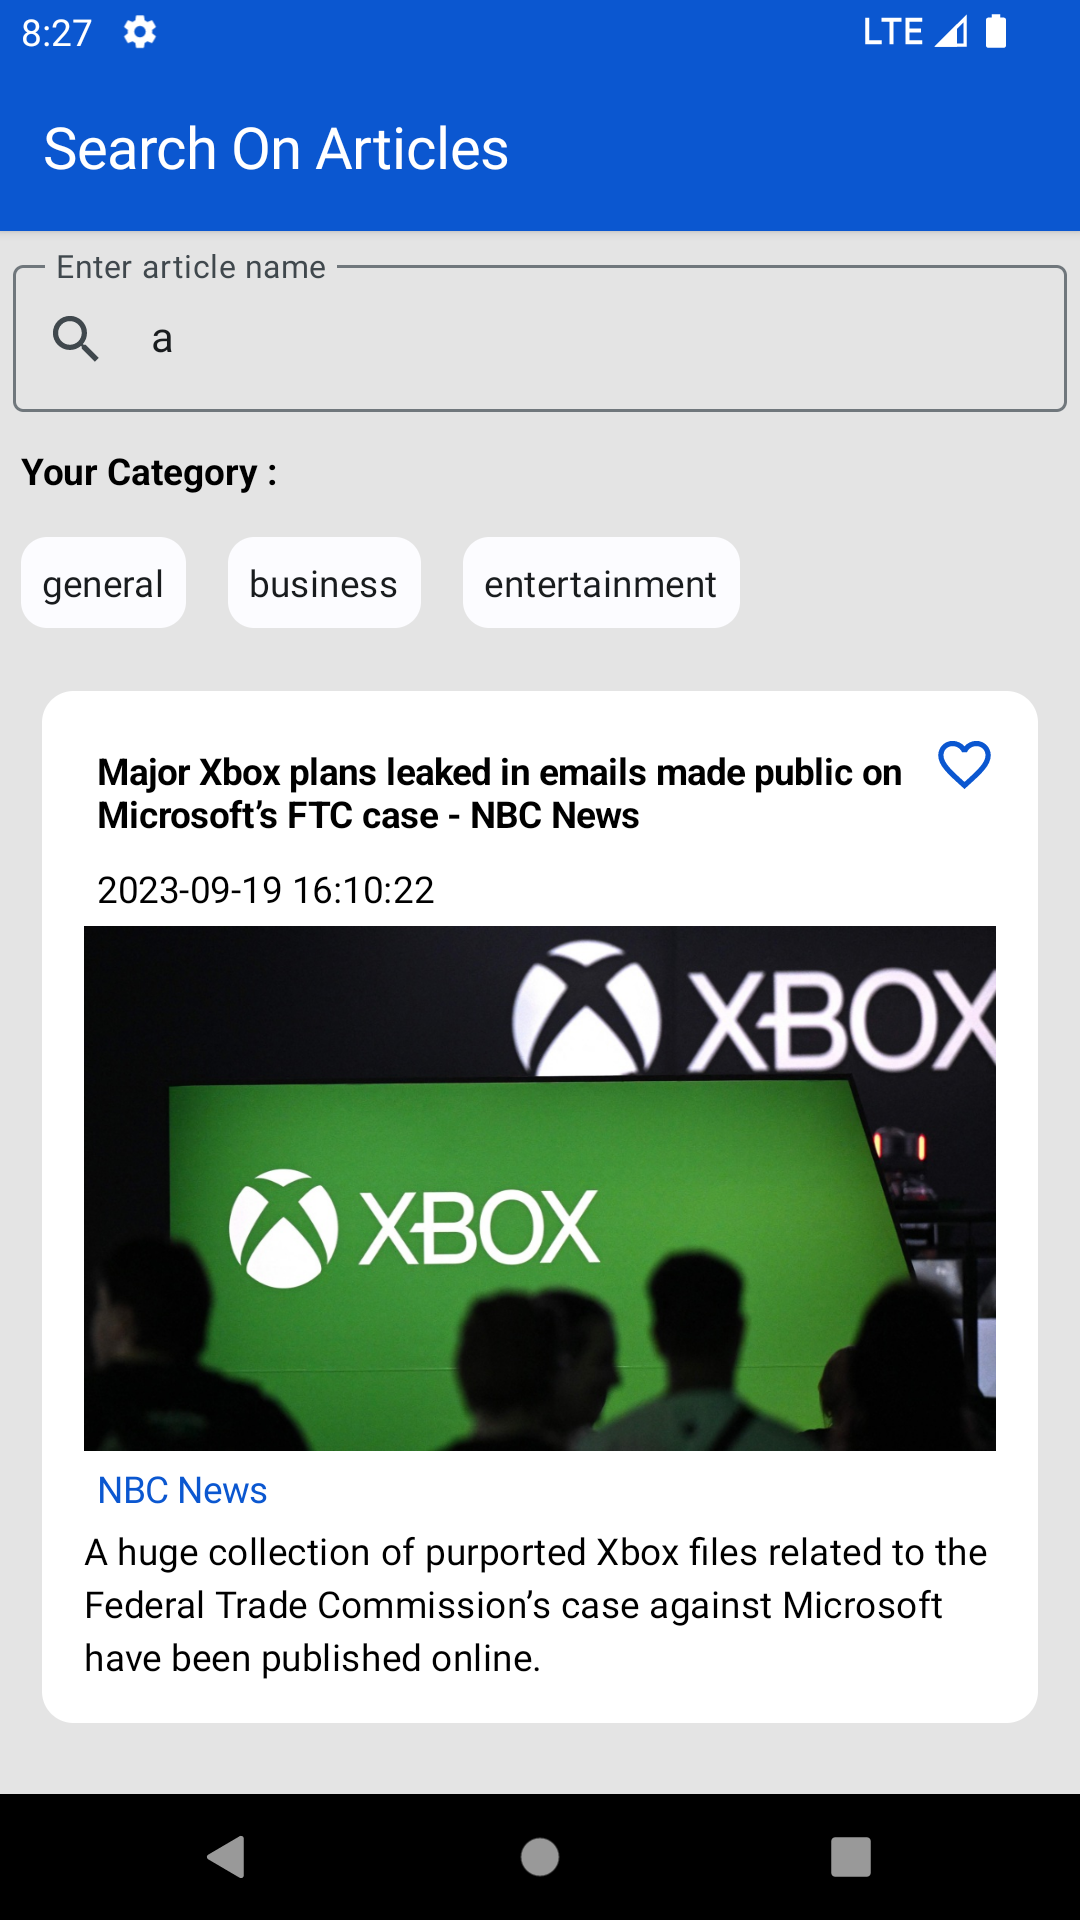 8:27
LTE
Search On Articles
Enter article name
a
Your Category :
general
business
entertainment
Major Xbox plans leaked in emails made public on
Microsoft’s FTC case - NBC News
2023-09-19 16:10:22
XBOX
XBOX
NBC News
A huge collection of purported Xbox files related to the
Federal Trade Commission’s case against Microsoft
have been published online.